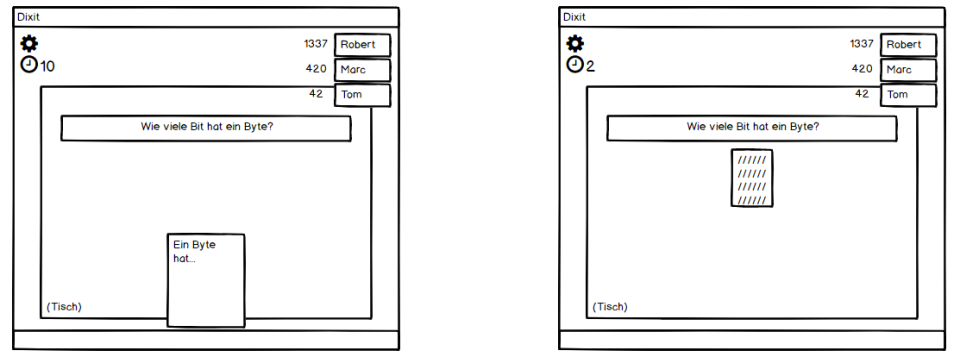 Dixit
1337 Robert
10
420 Marc
42 Tom
Wie viele Bit hat ein Byte?
Ein Byte
hat...
(Tisch)
Dixit
1337 Robert
2
420 Marc
42 Tom
Wie viele Bit hat ein Byte?
//////
//////
//////
//////
(Tisch)